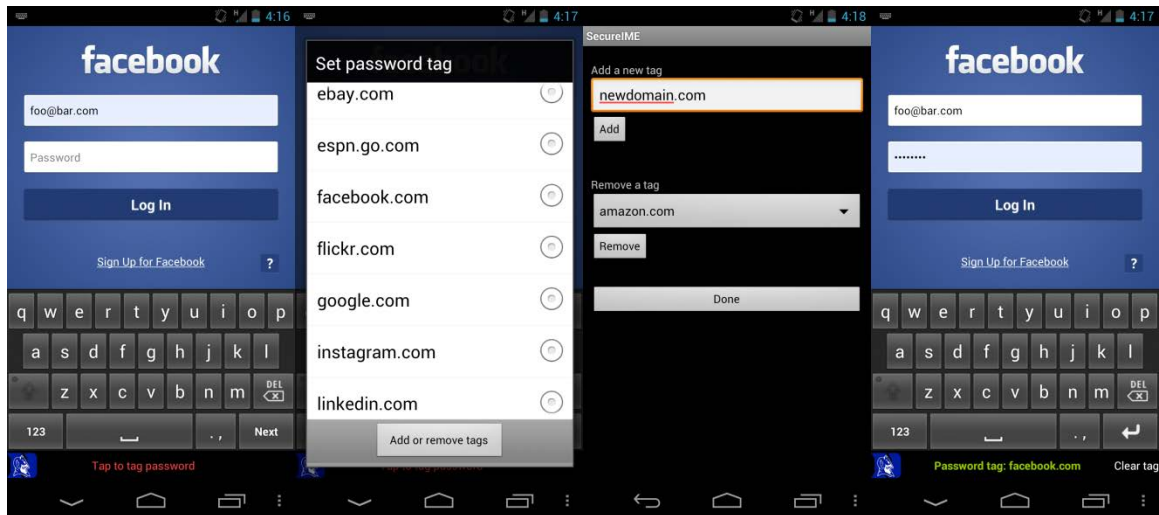 4:16
facebook
foo@bar.com
Password
Log In
Sign Up for Facebook
?
q w e r t y u i o p
a s d f g h j k l
z x c v b n m DEL
123 . , Next
Tap to tag password
4:17
Set password tag
ebay.com
espn.go.com
facebook.com
flickr.com
google.com
instagram.com
linkedin.com
Add or remove tags
H 4:18
SecureIME
Add a new tag
newdomain.com
Add
Remove a tag
amazon.com
Remove
Done
H 4:17
facebook
foo@bar.com
........
Log In
Sign Up for Facebook
?
q w e r t y u i o p
a s d f g h j k l
z x c v b n m DEL
123 . ,
Password tag: facebook.com Clear tag